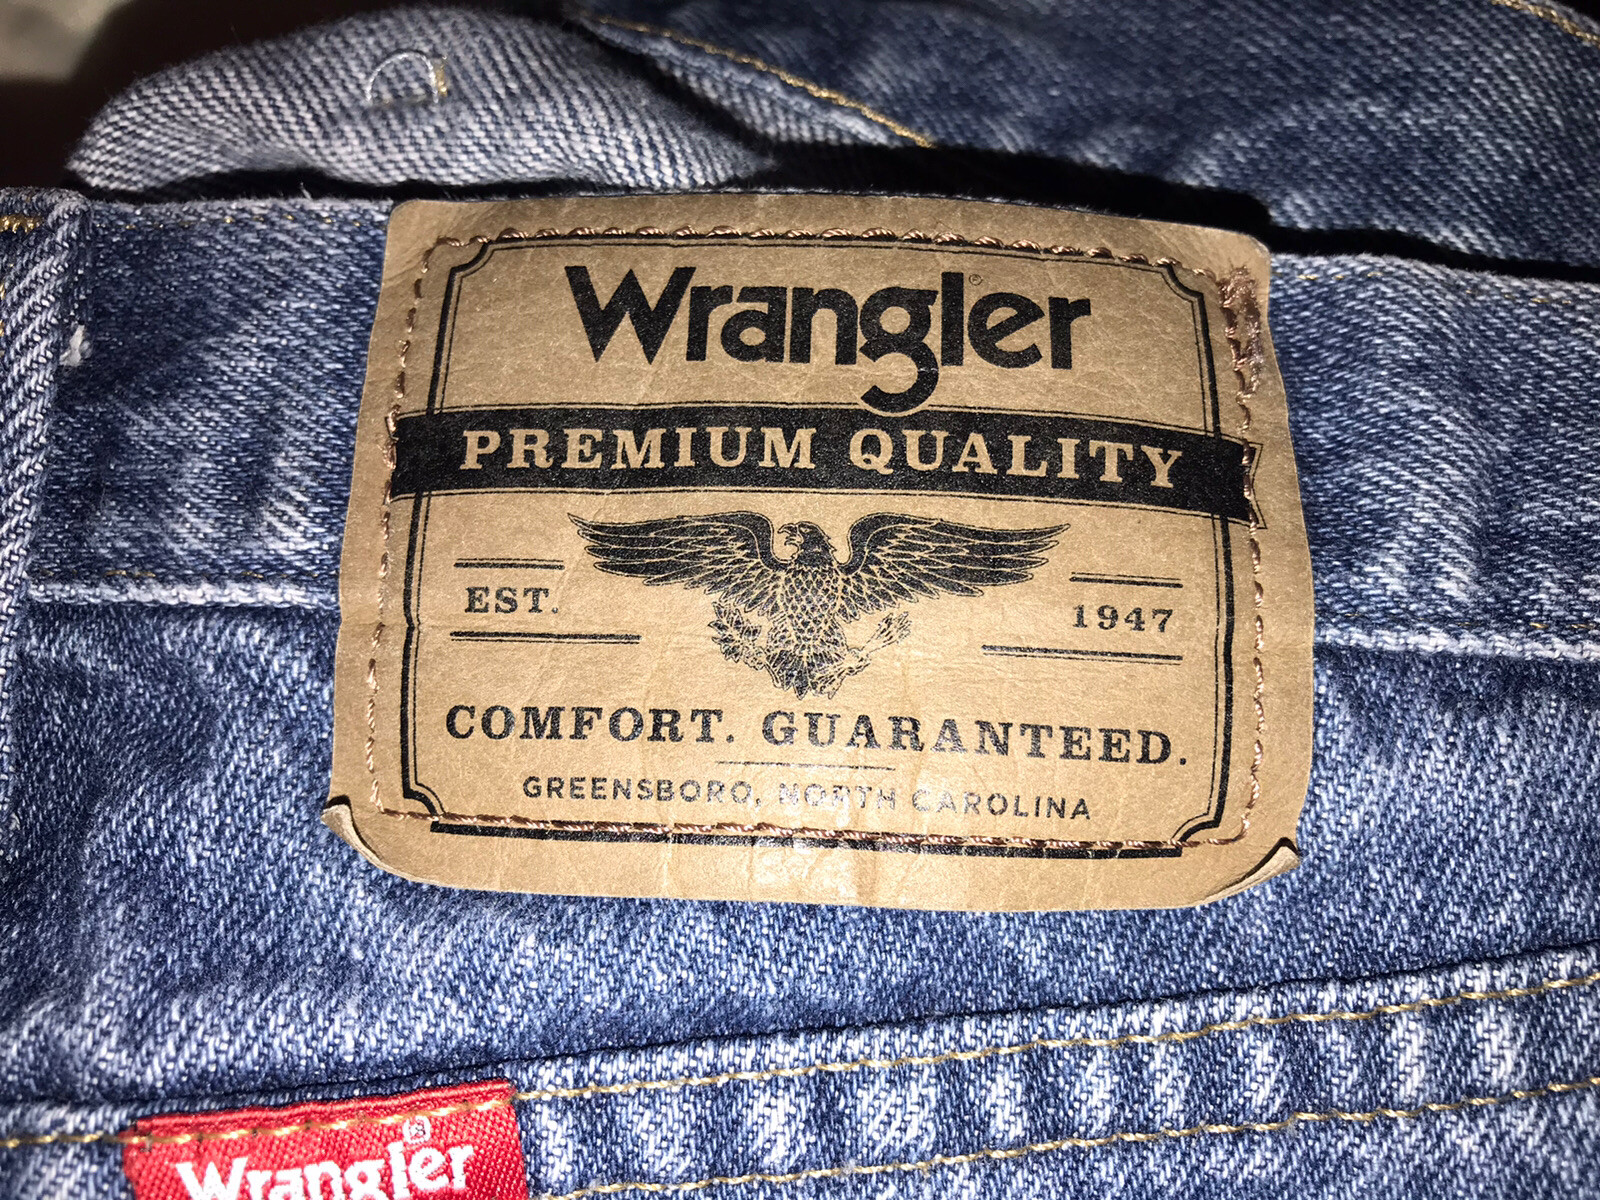 Wrangler®
PREMIUM QUALITY
EST.
1947
COMFORT. GUARANTEED.
GREENSBORO, NORTH CAROLINA
Wrangler®